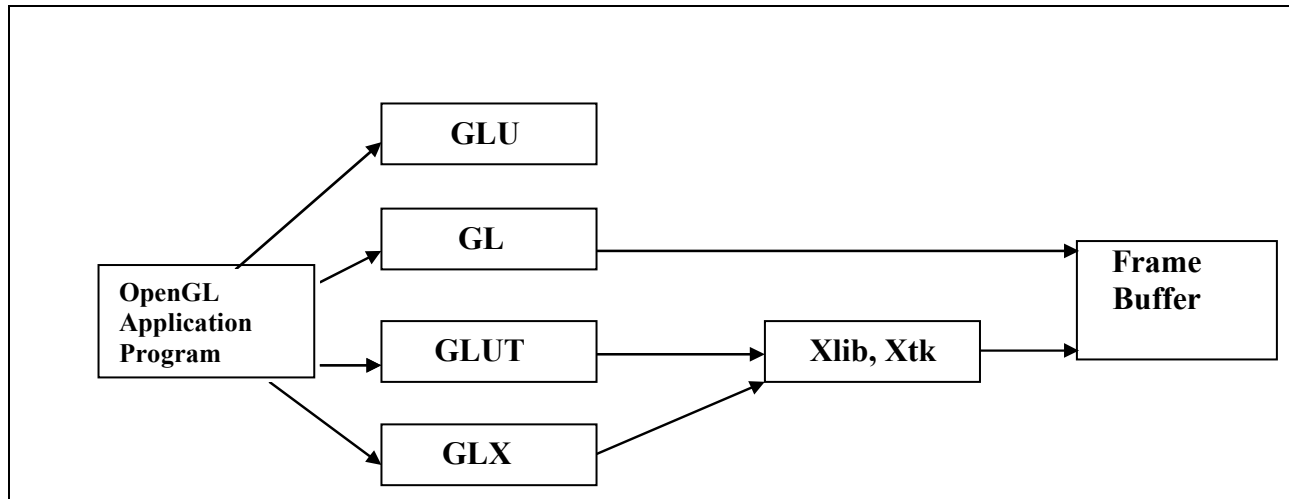 GLU
GL
OpenGL
Application
Program
GLUT
GLX
Xlib, Xtk
Frame
Buffer